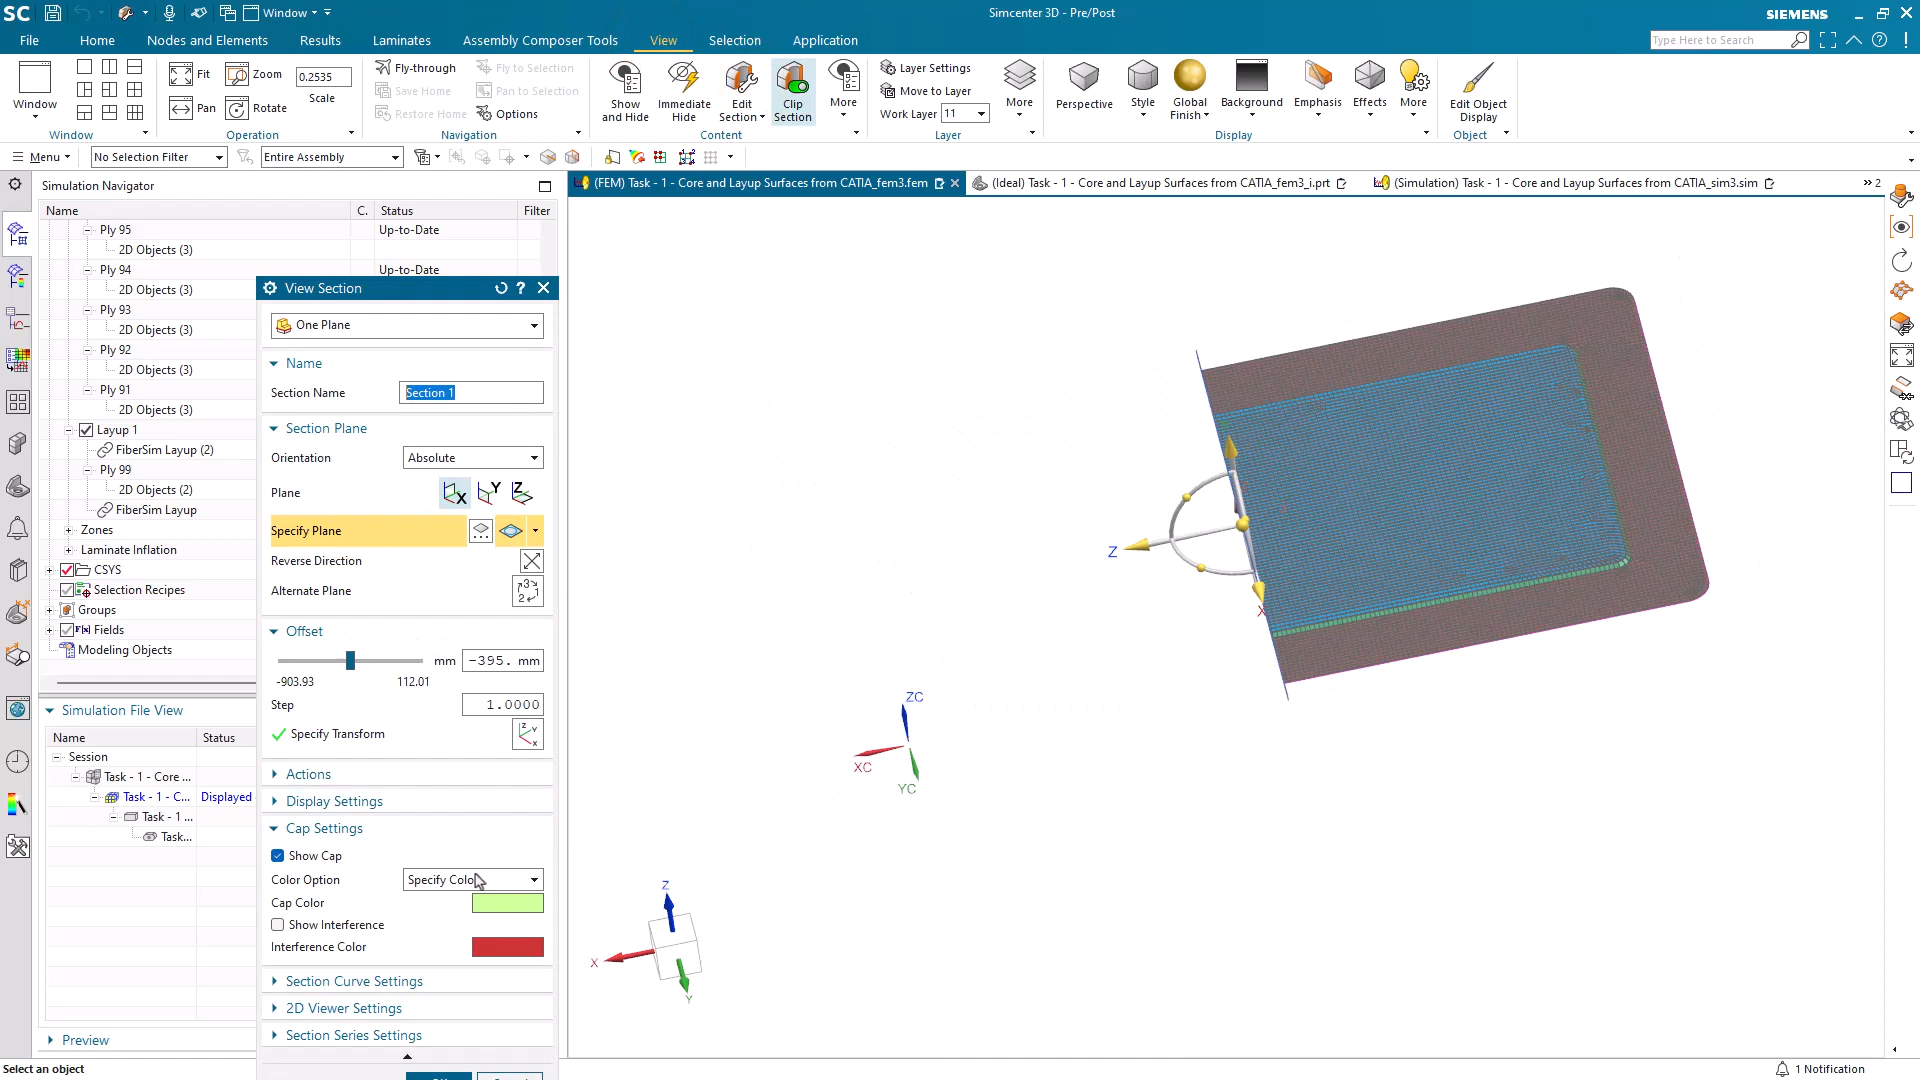 SC
Window
Simcenter 3D - Pre/Post
SIEMENS
File
Home
Nodes and Elements
Results
Laminates
Assembly Composer Tools
View
Selection
Application
Type Here to Search
Window
Window
Fit
Pan
Zoom
Rotate
0.2535
Scale
Operation
Fly-through
Save Home
Restore Home
Fly to Selection
Pan to Selection
Options
Navigation
Show and Hide
Immediate Hide
Edit Section
Clip Section
More
Content
Layer Settings
Move to Layer
Work Layer 11
More
Layer
Perspective
Style
Global Finish
Background
Emphasis
Effects
More
Display
Edit Object Display
Object
Menu
No Selection Filter
Entire Assembly
Simulation Navigator
Name C. Status Filter
Ply 95 Up-to-Date
2D Objects (3)
Ply 94 Up-to-Date
2D Objects (3)
Ply 93
2D Objects (3)
Ply 92
2D Objects (3)
Ply 91
2D Objects (3)
Layup 1
FiberSim Layup (2)
Ply 99
2D Objects (2)
FiberSim Layup
Zones
Laminate Inflation
CSYS
Selection Recipes
Groups
Fields
Modeling Objects
Simulation File View
Name Status
Session
Task - 1 - Core ...
Task - 1 - C... Displayed
Task - 1 ...
Task...
Preview
Select an object
View Section
One Plane
Name
Section Name Section 1
Section Plane
Orientation Absolute
Plane X Y Z
Specify Plane
Reverse Direction
Alternate Plane
Offset
mm -395. mm
-903.93 112.01
Step 1.0000
Specify Transform
Actions
Display Settings
Cap Settings
Show Cap
Color Option Specify Color
Cap Color
Show Interference
Interference Color
Section Curve Settings
2D Viewer Settings
Section Series Settings
(FEM) Task - 1 - Core and Layup Surfaces from CATIA_fem3.fem
(Ideal) Task - 1 - Core and Layup Surfaces from CATIA_fem3_i.prt
(Simulation) Task - 1 - Core and Layup Surfaces from CATIA_sim3.sim
2
Z
X
ZC
XC
YC
Z
X
Y
1 Notification